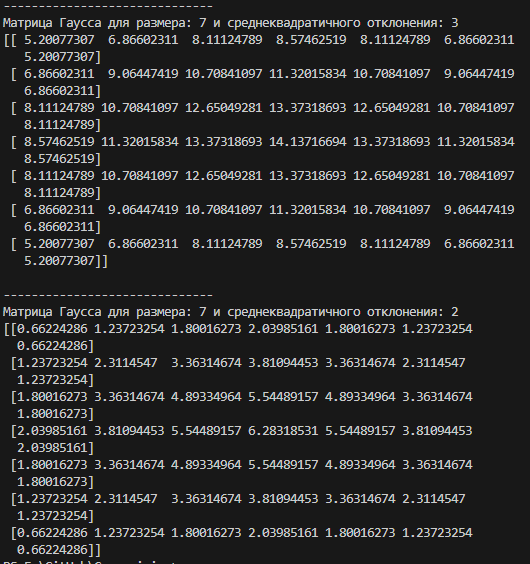 ------------------------------
Матрица Гаусса для размера: 7 и среднеквадратичного отклонения: 3
[[ 5.20077307  6.86602311  8.11124789  8.57462519  8.11124789  6.86602311
   5.20077307]
 [ 6.86602311  9.06447419 10.70841097 11.32015834 10.70841097  9.06447419
   6.86602311]
 [ 8.11124789 10.70841097 12.65049281 13.37318693 12.65049281 10.70841097
   8.11124789]
 [ 8.57462519 11.32015834 13.37318693 14.13716694 13.37318693 11.32015834
   8.57462519]
 [ 8.11124789 10.70841097 12.65049281 13.37318693 12.65049281 10.70841097
   8.11124789]
 [ 6.86602311  9.06447419 10.70841097 11.32015834 10.70841097  9.06447419
   6.86602311]
 [ 5.20077307  6.86602311  8.11124789  8.57462519  8.11124789  6.86602311
   5.20077307]]

------------------------------
Матрица Гаусса для размера: 7 и среднеквадратичного отклонения: 2
[[0.66224286 1.23723254 1.80016273 2.03985161 1.80016273 1.23723254
  0.66224286]
 [1.23723254 2.3114547  3.36314674 3.81094453 3.36314674 2.3114547
  1.23723254]
 [1.80016273 3.36314674 4.89334964 5.54489157 4.89334964 3.36314674
  1.80016273]
 [2.03985161 3.81094453 5.54489157 6.28318531 5.54489157 3.81094453
  2.03985161]
 [1.80016273 3.36314674 4.89334964 5.54489157 4.89334964 3.36314674
  1.80016273]
 [1.23723254 2.3114547  3.36314674 3.81094453 3.36314674 2.3114547
  1.23723254]
 [0.66224286 1.23723254 1.80016273 2.03985161 1.80016273 1.23723254
  0.66224286]]